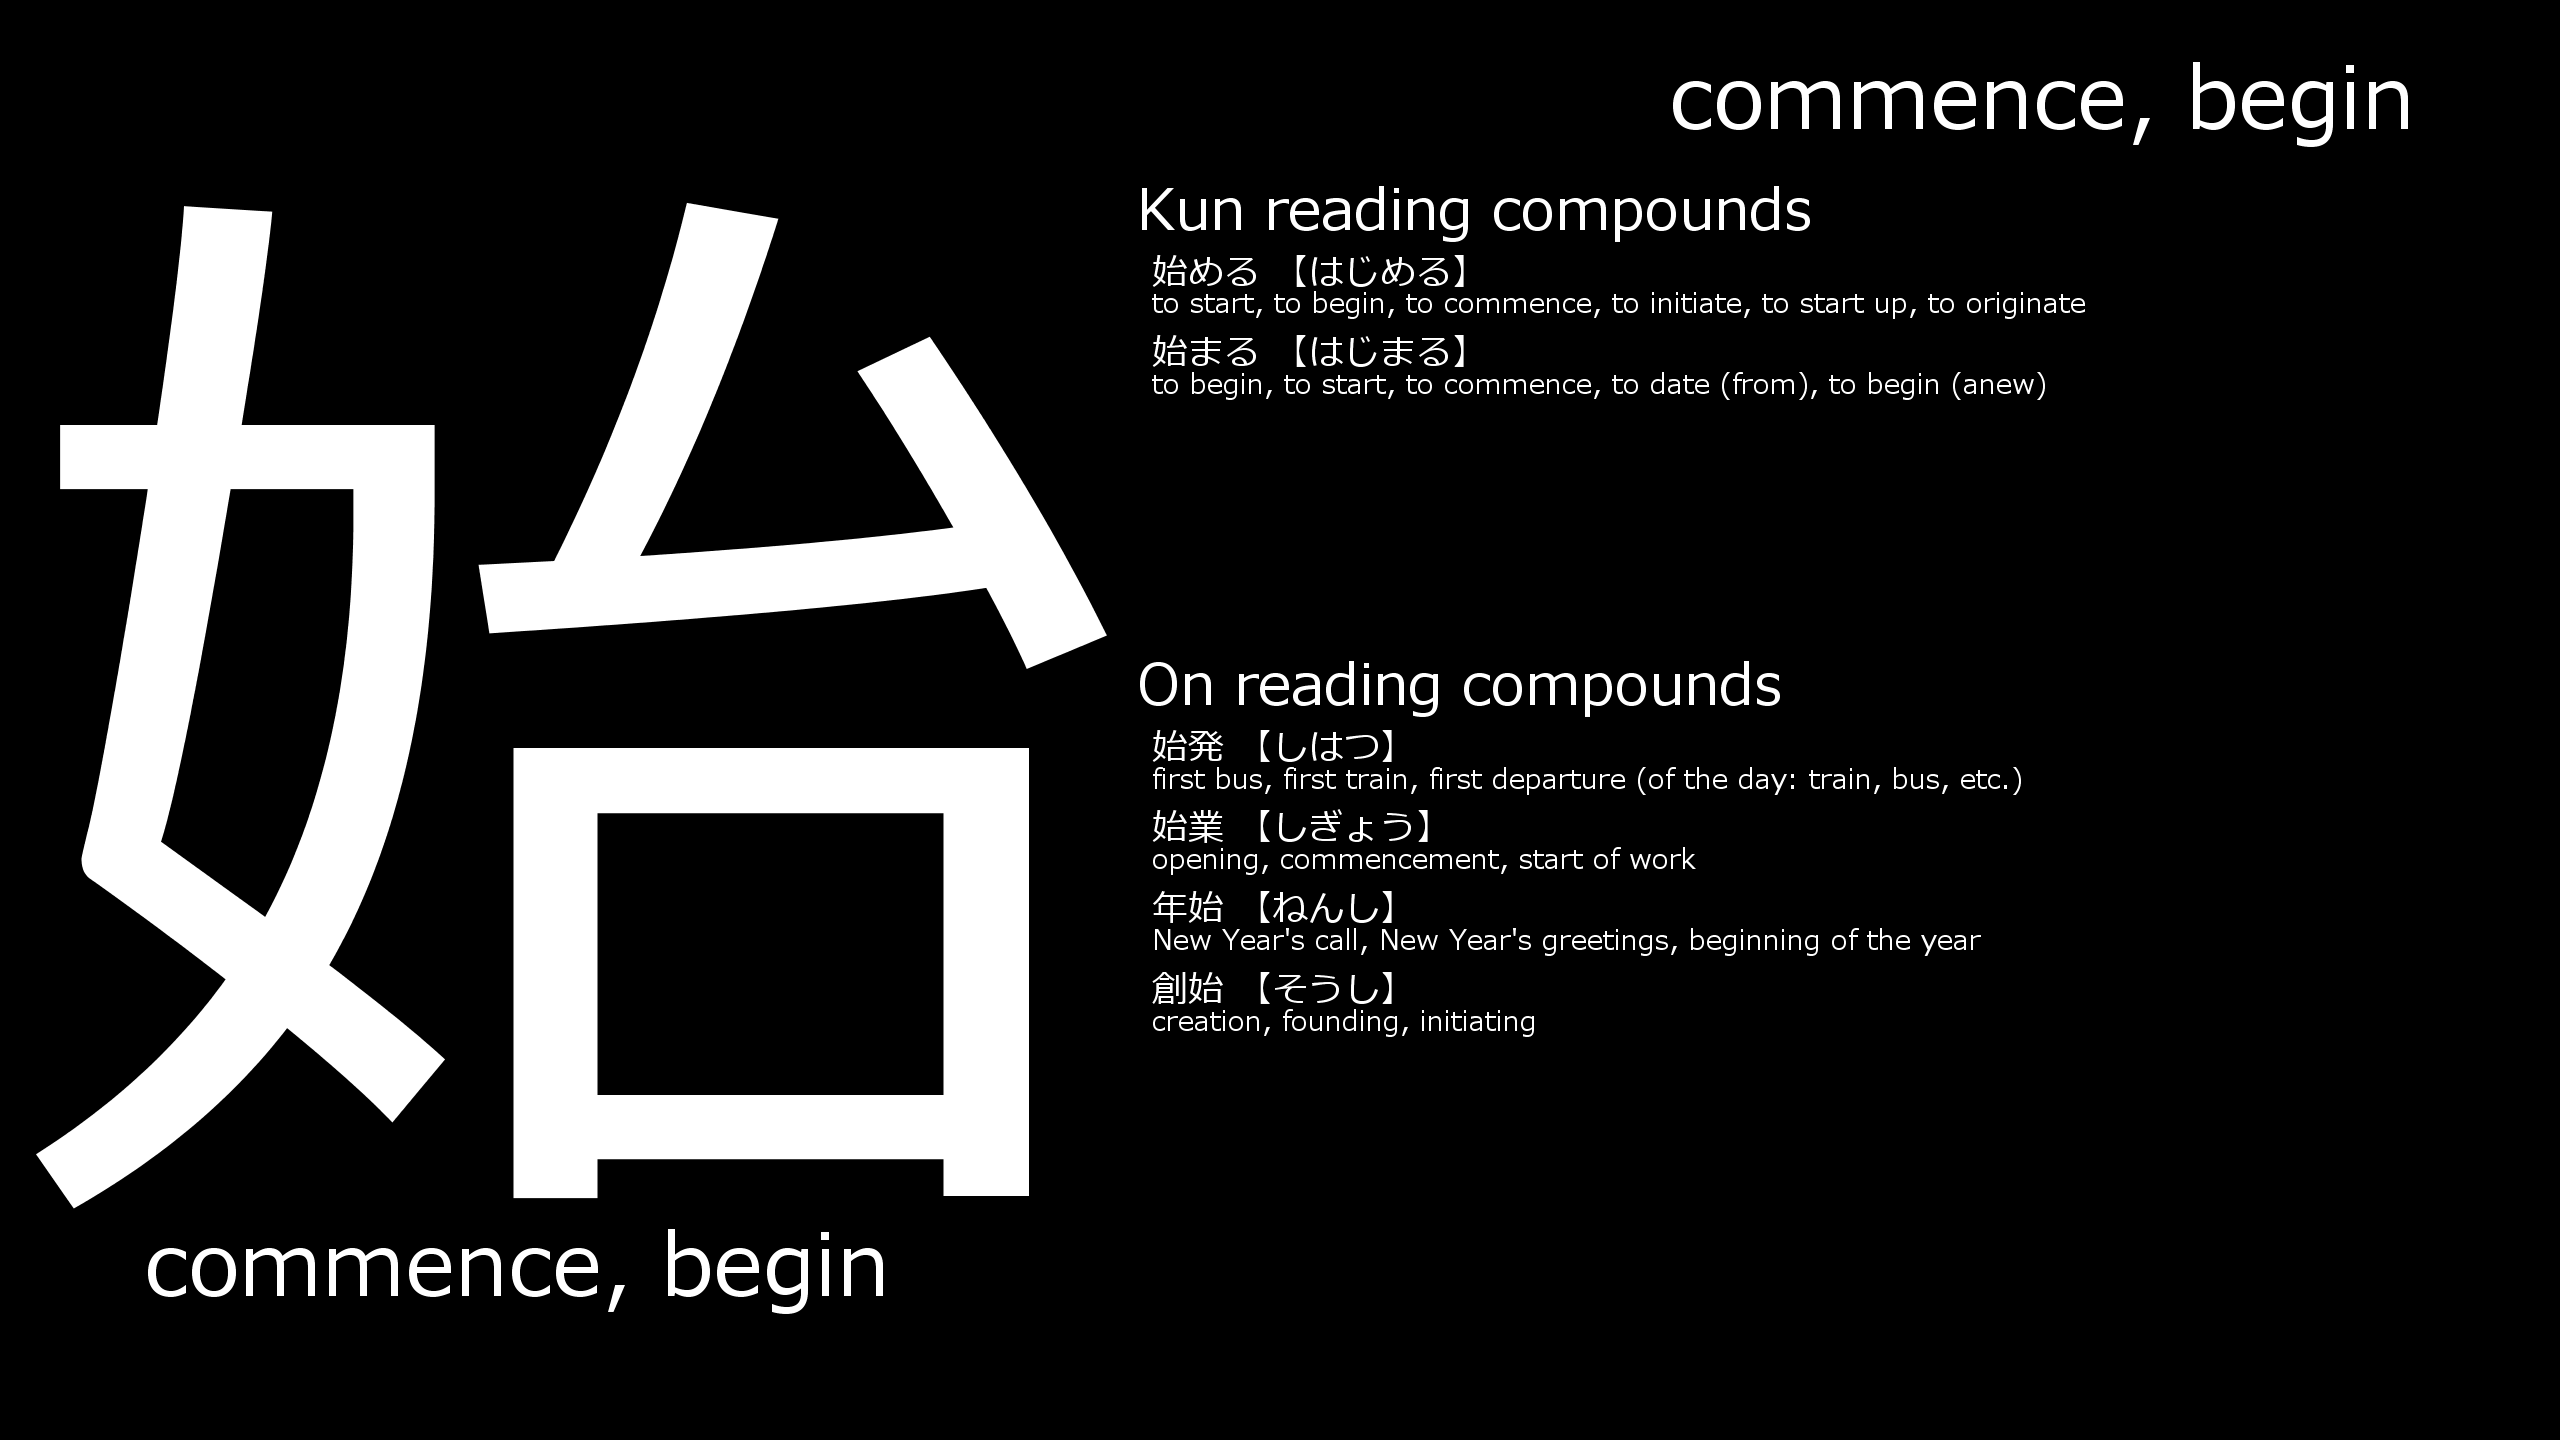 commence, begin
始
commence, begin
Kun reading compounds
始める 【はじめる】
to start, to begin, to commence, to initiate, to start up, to originate
始まる 【はじまる】
to begin, to start, to commence, to date (from), to begin (anew)
On reading compounds
始発 【しはつ】
first bus, first train, first departure (of the day: train, bus, etc.)
始業 【しぎょう】
opening, commencement, start of work
年始 【ねんし】
New Year's call, New Year's greetings, beginning of the year
創始 【そうし】
creation, founding, initiating